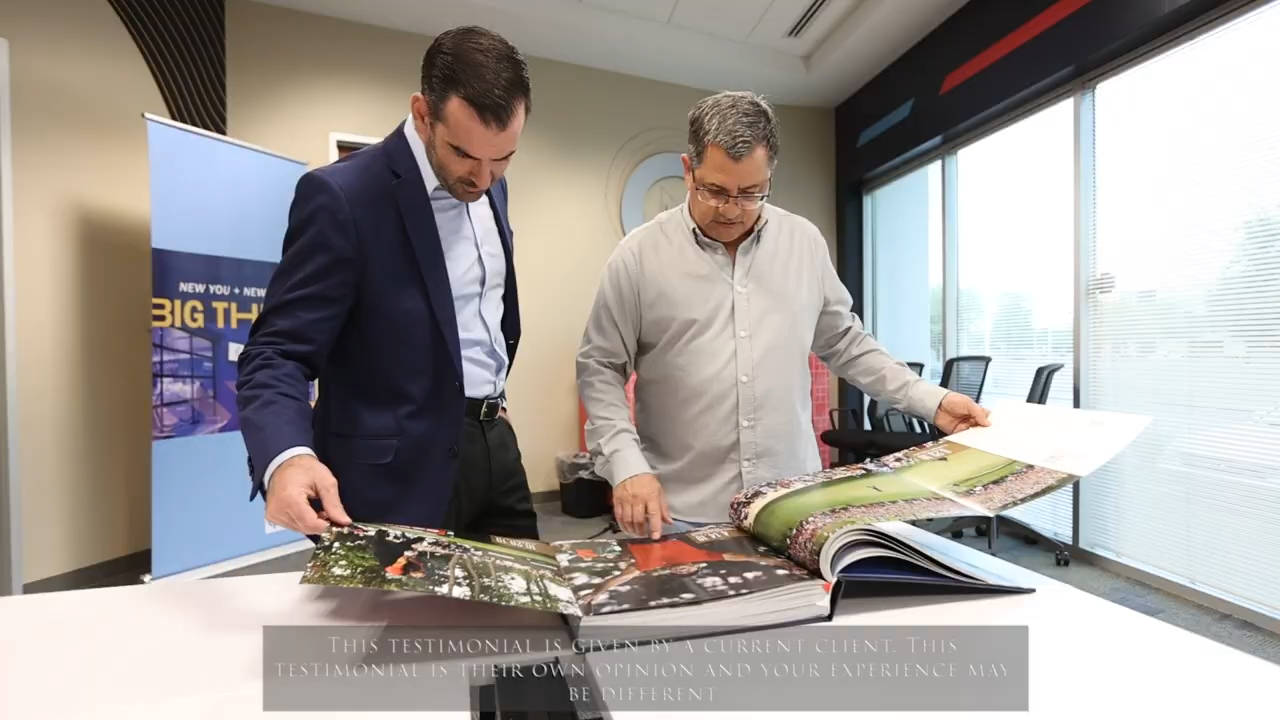 NEW YOU + NEW
BIG TH
THIS TESTIMONIAL IS GIVEN BY A CURRENT CLIENT. THIS
TESTIMONIAL IS THEIR OWN OPINION AND YOUR EXPERIENCE MAY
BE DIFFERENT